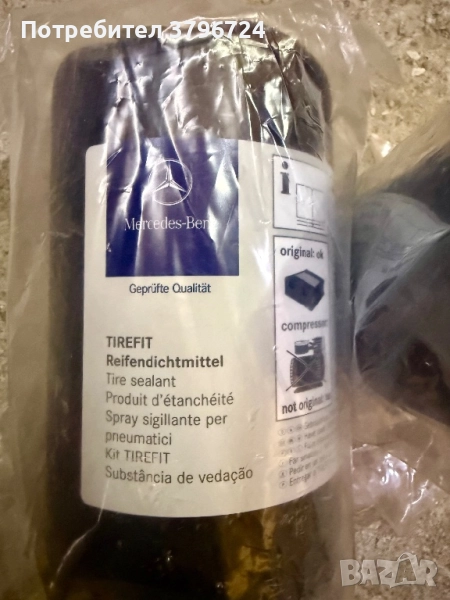 Потребител 3796724
Mercedes-Benz
Geprüfte Qualität
TIREFIT
Reifendichtmittel
Tire sealant
Produit d'étanchéité
Spray sigillante per
pneumatici
Kit TIREFIT
Substância de vedação
i
original: ok
compressor
not original:
BAZAR